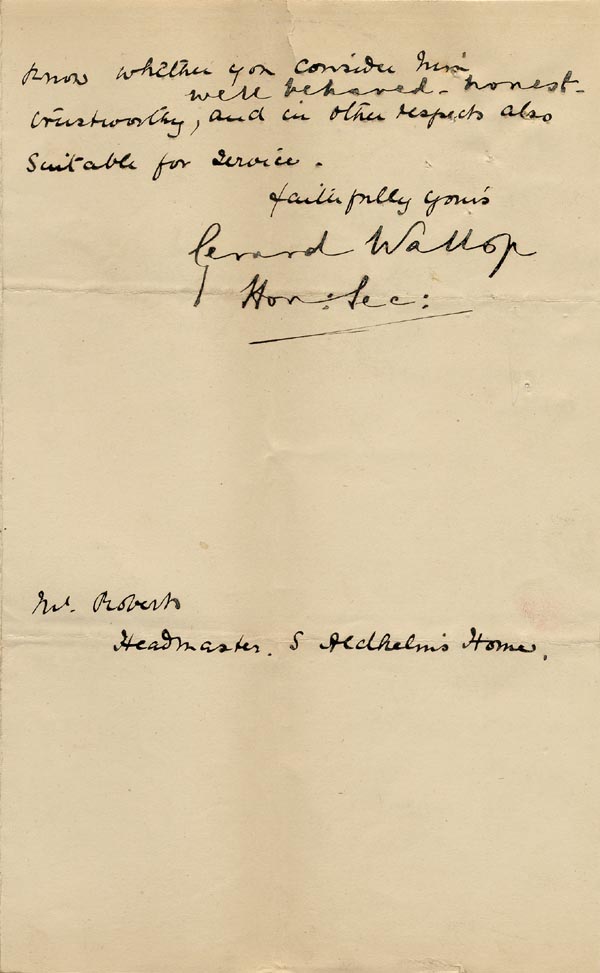 know whether you consider him
well behaved - honest -
trustworthy, and in other respects also
suitable for service.
faithfully yours
Gerard Wallop
Hon: Sec:
Mr. Roberts
Headmaster. S Aldhelm's Home.